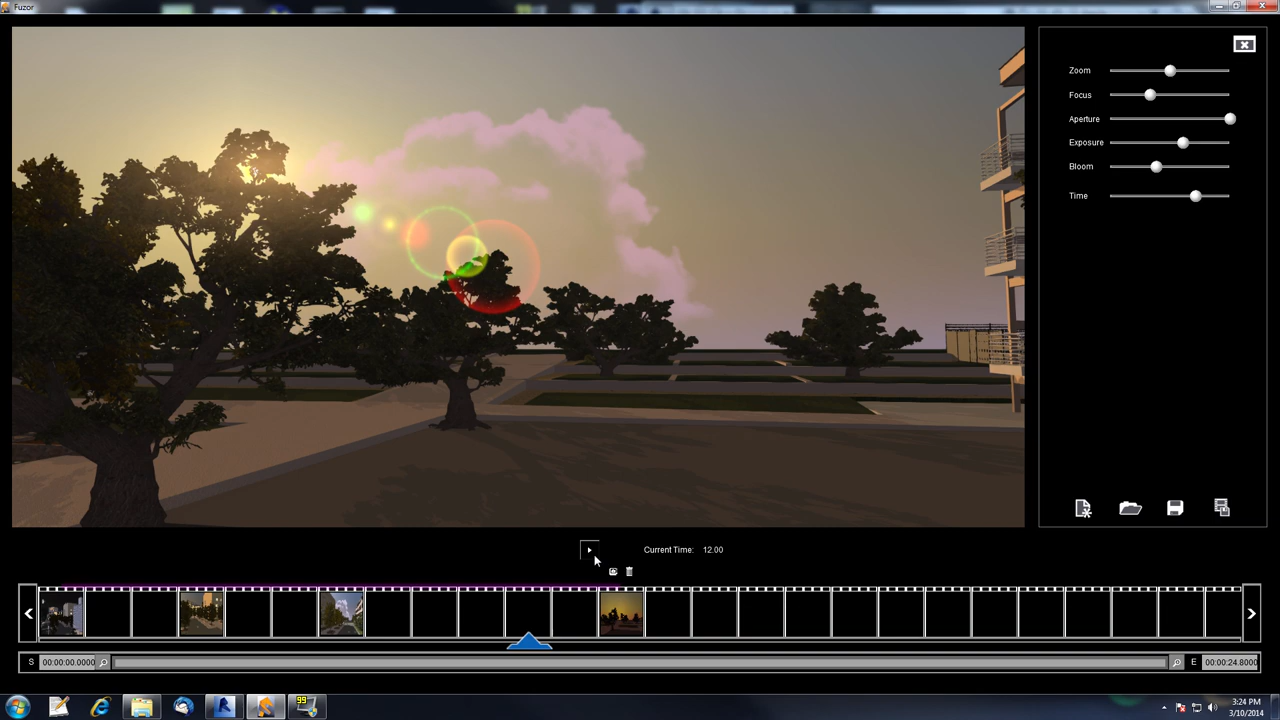 Fuzor
Zoom
Focus
Aperture
Exposure
Bloom
Time
Current Time: 12.00
S 00:00:00.0000
E 00:00:24.8000
99
3:24 PM
3/10/2014